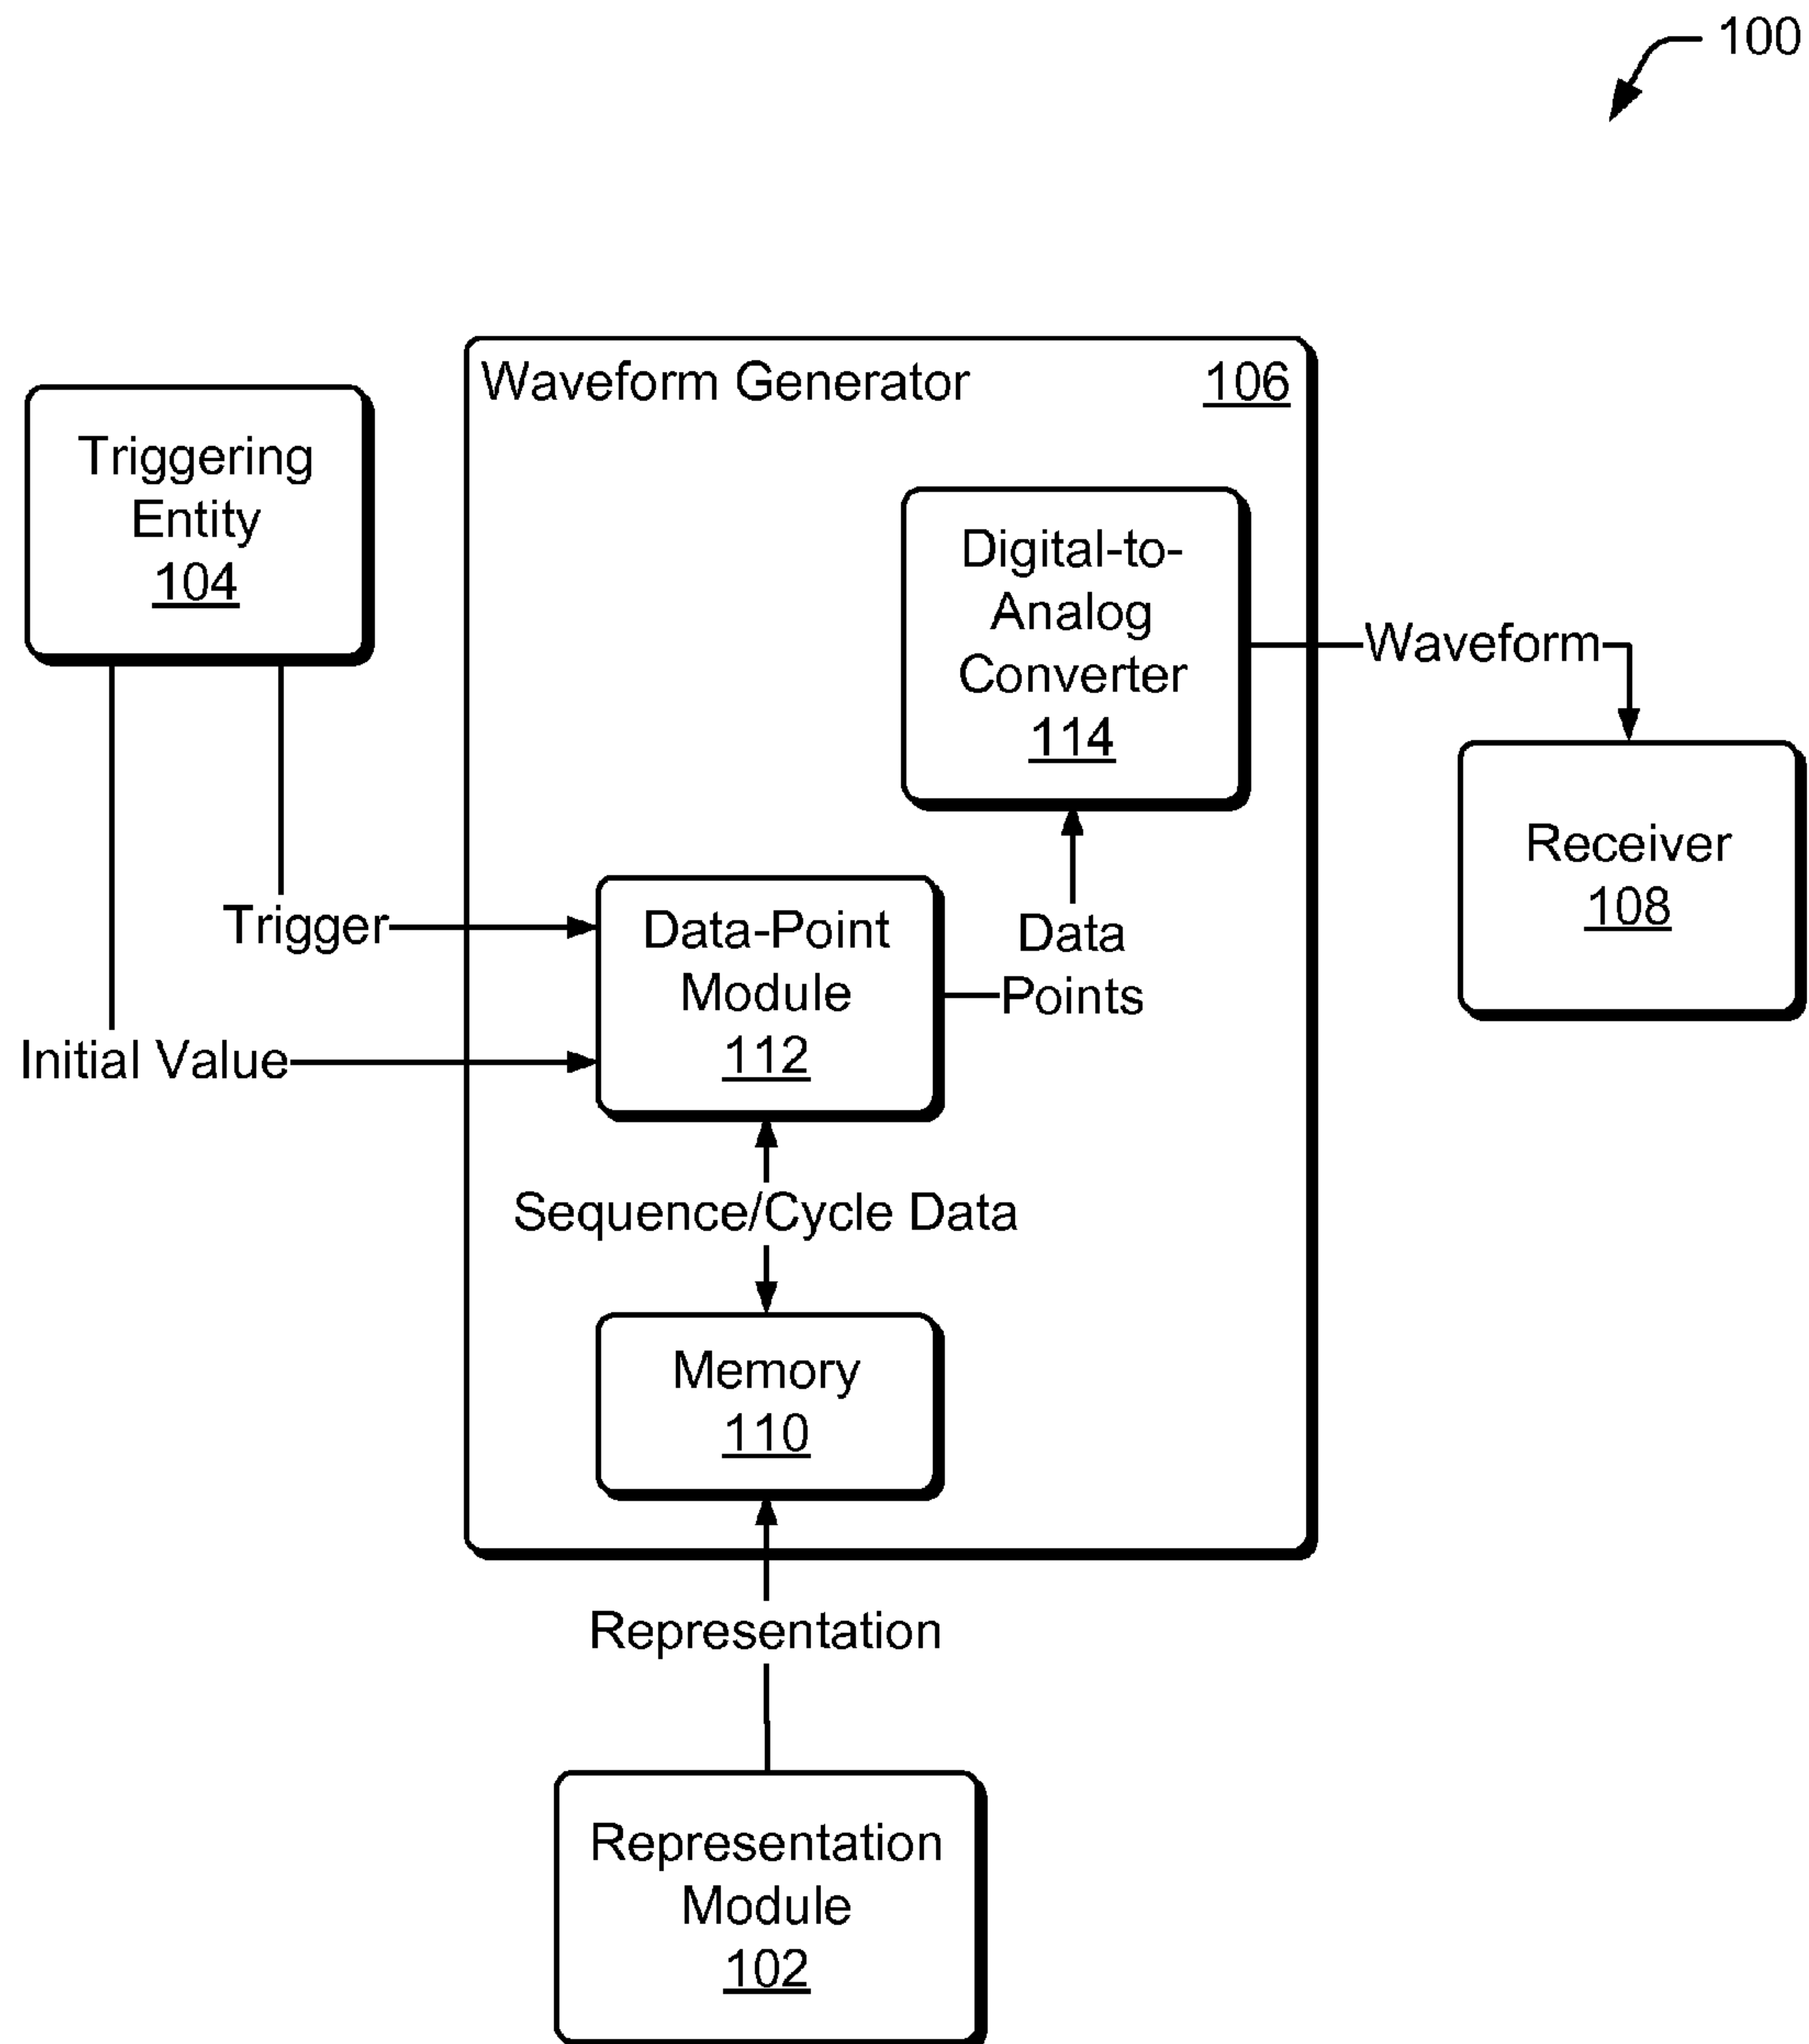 100
Waveform Generator 106
Triggering
Entity
104
Digital-to-
Analog
Converter
114
Waveform
Receiver
108
Trigger
Data-Point
Module
112
Data
Points
Initial Value
Sequence/Cycle Data
Memory
110
Representation
Representation
Module
102